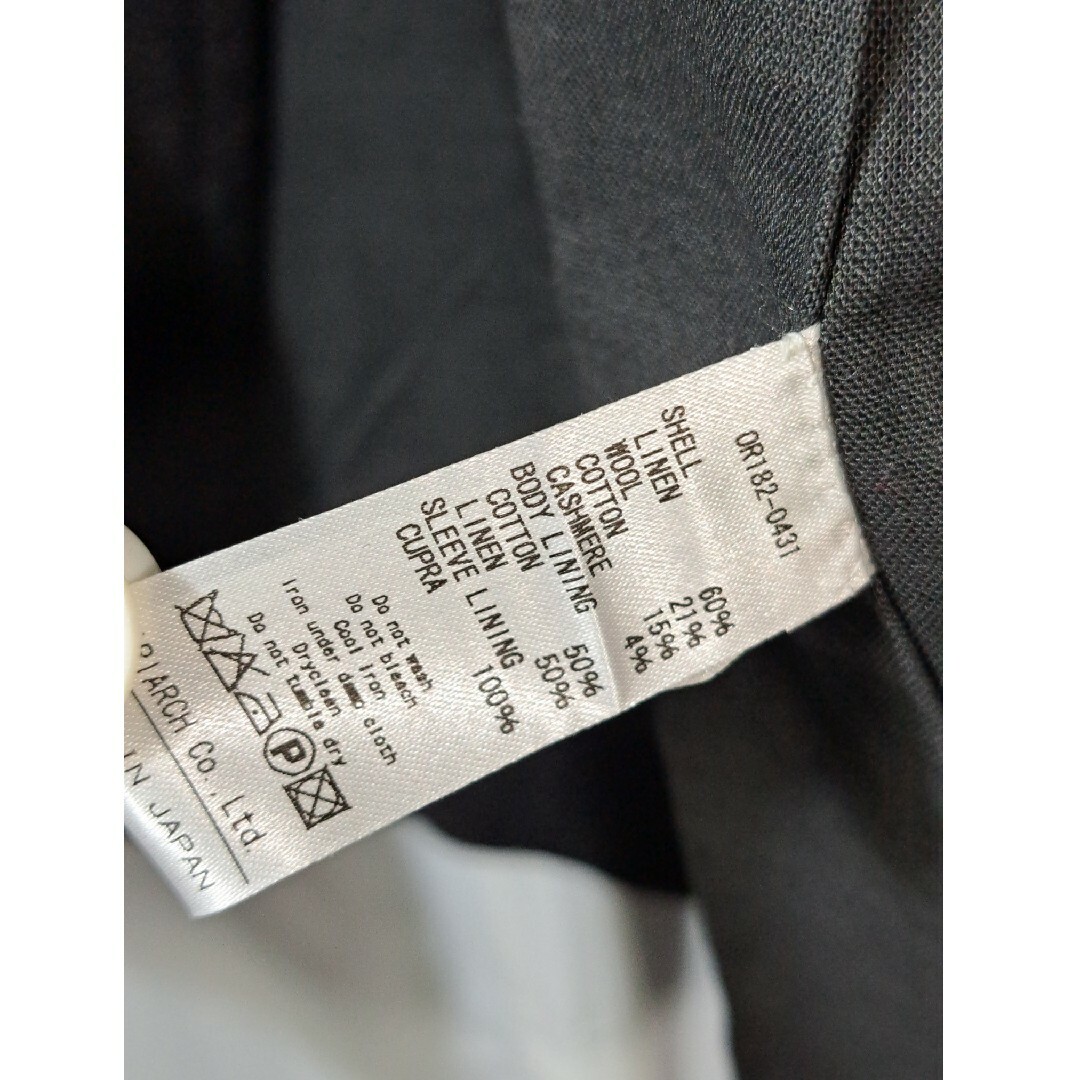 OR182-0431
SHELL
LINEN 60%
WOOL 21%
COTTON 15%
CASHMERE 4%
BODY LINING
COTTON 50%
LINEN 50%
SLEEVE LINING
CUPRA 100%
Do not wash
Do not bleach
Cool iron
Iron under damp cloth
Dryclean
Do not tumble dry
P
Co., Ltd.
IN JAPAN